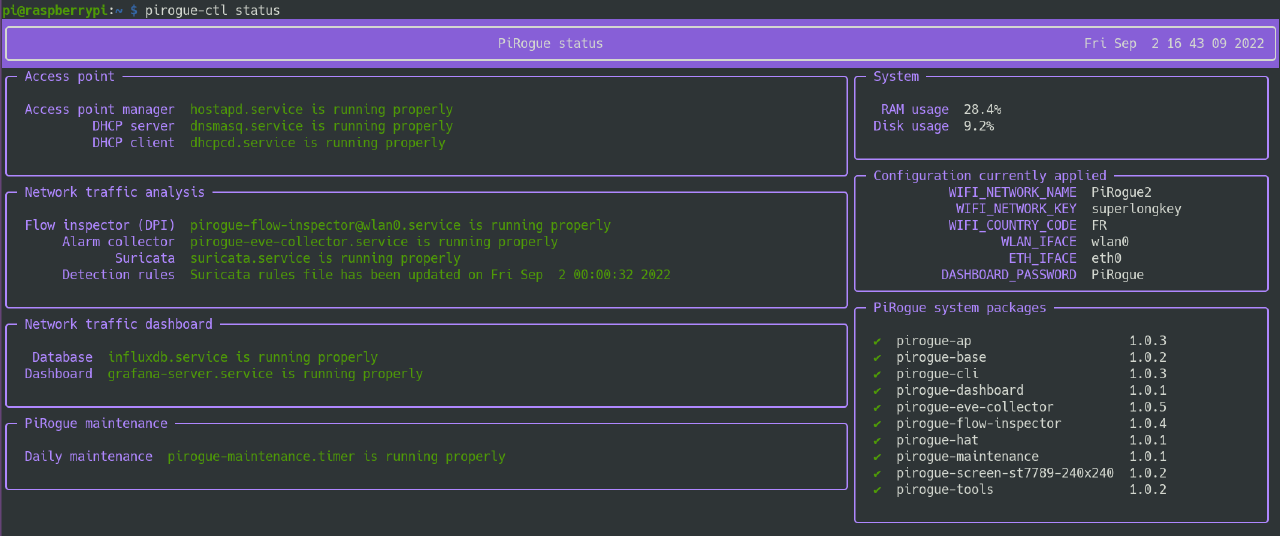 pi@raspberrypi:~ $ pirogue-ctl status
PiRogue status Fri Sep  2 16 43 09 2022
Access point
Access point manager hostapd.service is running properly
DHCP server dnsmasq.service is running properly
DHCP client dhcpcd.service is running properly
Network traffic analysis
Flow inspector (DPI) pirogue-flow-inspector@wlan0.service is running properly
Alarm collector pirogue-eve-collector.service is running properly
Suricata suricata.service is running properly
Detection rules Suricata rules file has been updated on Fri Sep  2 00:00:32 2022
Network traffic dashboard
Database influxdb.service is running properly
Dashboard grafana-server.service is running properly
PiRogue maintenance
Daily maintenance pirogue-maintenance.timer is running properly
System
RAM usage 28.4%
Disk usage 9.2%
Configuration currently applied
WIFI_NETWORK_NAME PiRogue2
WIFI_NETWORK_KEY superlongkey
WIFI_COUNTRY_CODE FR
WLAN_IFACE wlan0
ETH_IFACE eth0
DASHBOARD_PASSWORD PiRogue
PiRogue system packages
✔ pirogue-ap 1.0.3
✔ pirogue-base 1.0.2
✔ pirogue-cli 1.0.3
✔ pirogue-dashboard 1.0.1
✔ pirogue-eve-collector 1.0.5
✔ pirogue-flow-inspector 1.0.4
✔ pirogue-hat 1.0.1
✔ pirogue-maintenance 1.0.1
✔ pirogue-screen-st7789-240x240 1.0.2
✔ pirogue-tools 1.0.2